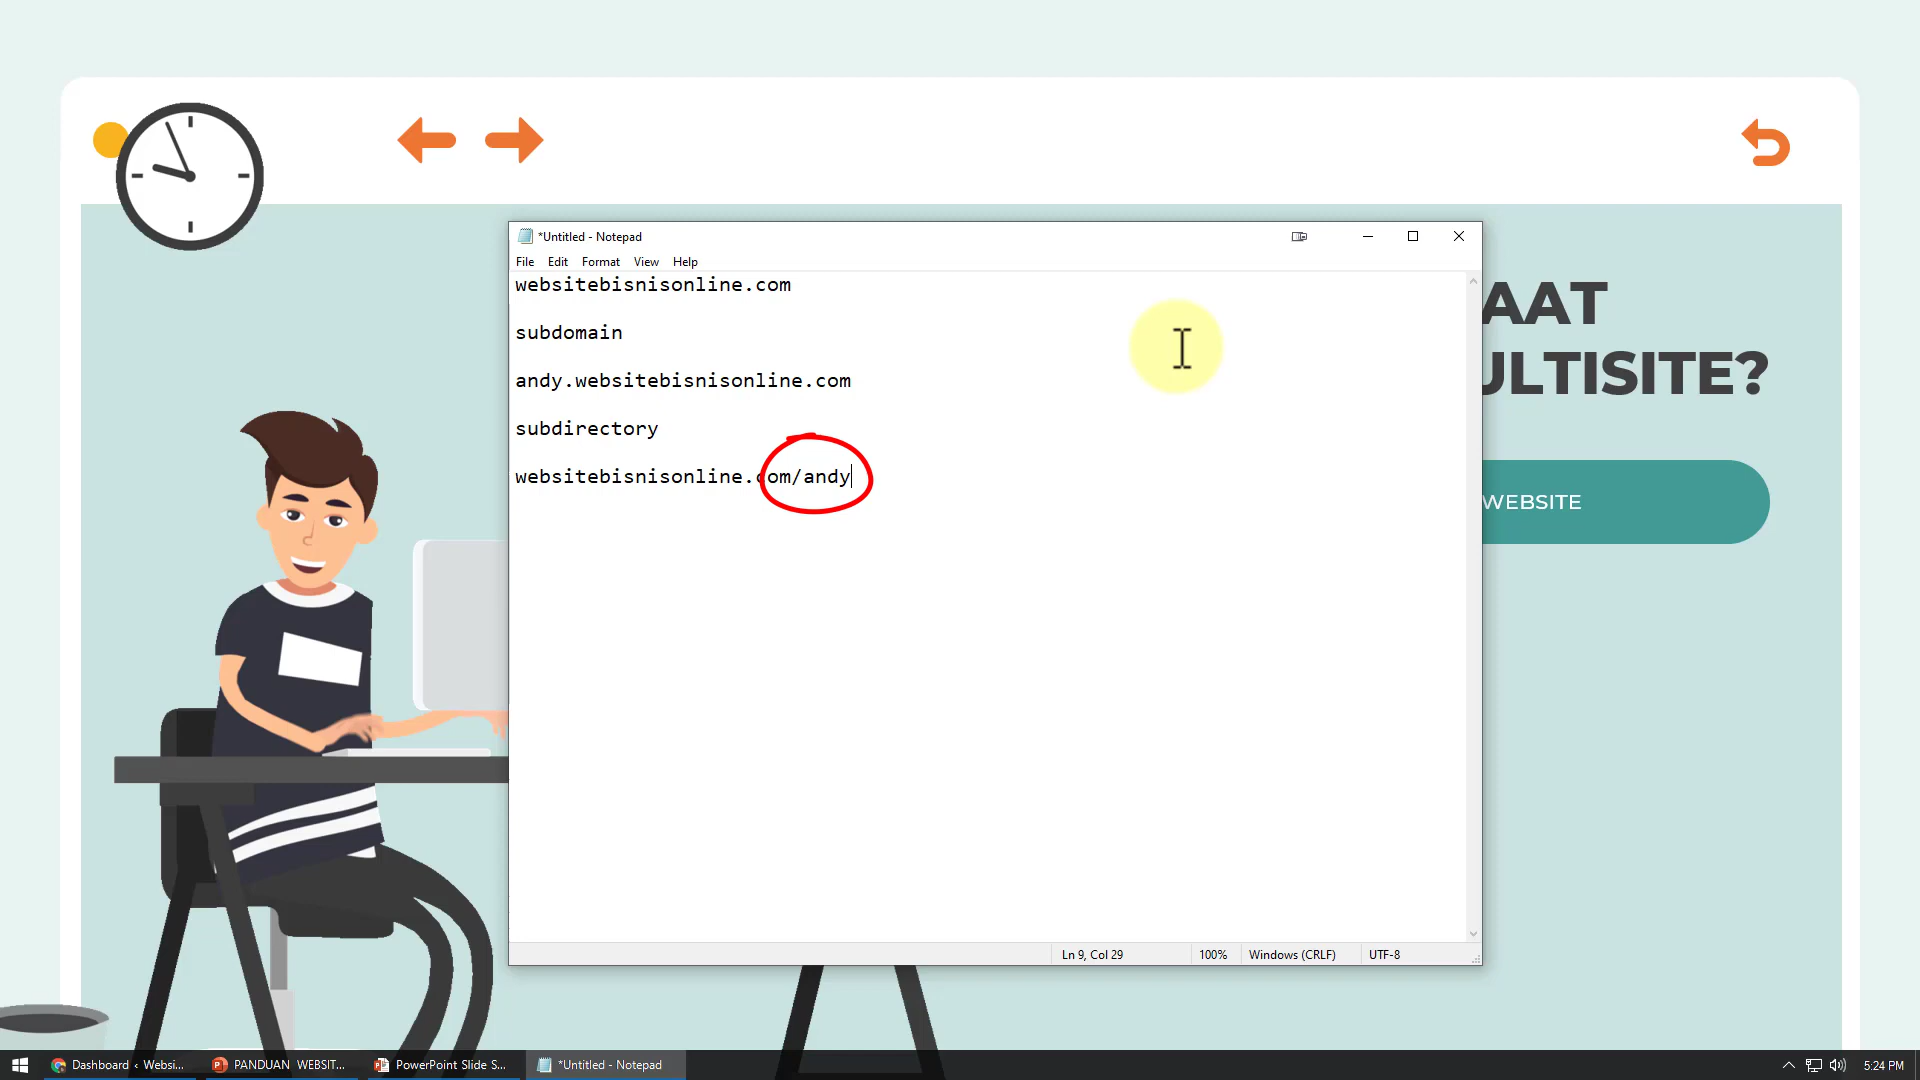 *Untitled - Notepad
File Edit Format View Help
websitebisnisonline.com
subdomain
andy.websitebisnisonline.com
subdirectory
websitebisnisonline.com/andy
AAT
ULTISITE?
WEBSITE
Ln 9, Col 29 100% Windows (CRLF) UTF-8
Dashboard ‹ Websi... PANDUAN WEBSIT... PowerPoint Slide S... *Untitled - Notepad 5:24 PM